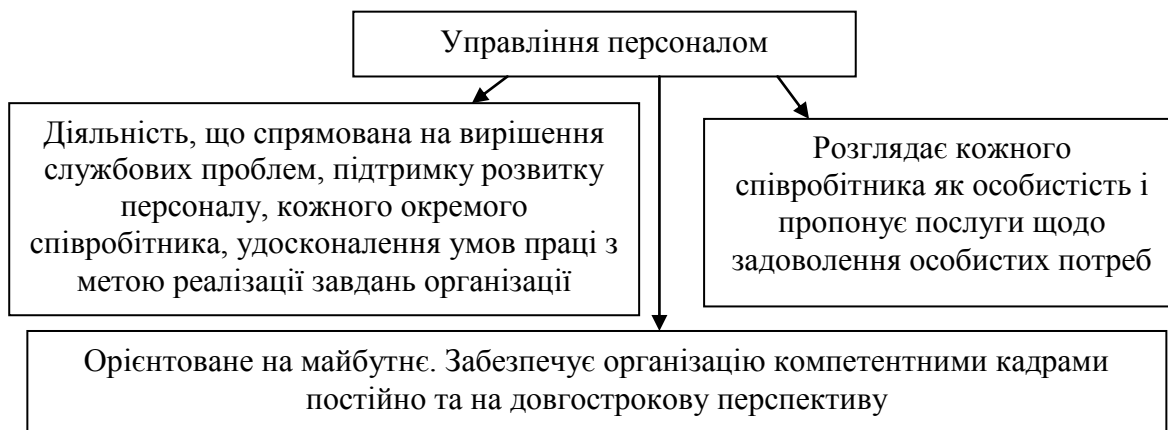 Управління персоналом
Діяльність, що спрямована на вирішення
службових проблем, підтримку розвитку
персоналу, кожного окремого
співробітника, удосконалення умов праці з
метою реалізації завдань організації
Розглядає кожного
співробітника як особистість і
пропонує послуги щодо
задоволення особистих потреб
Орієнтоване на майбутнє. Забезпечує організацію компетентними кадрами
постійно та на довгострокову перспективу